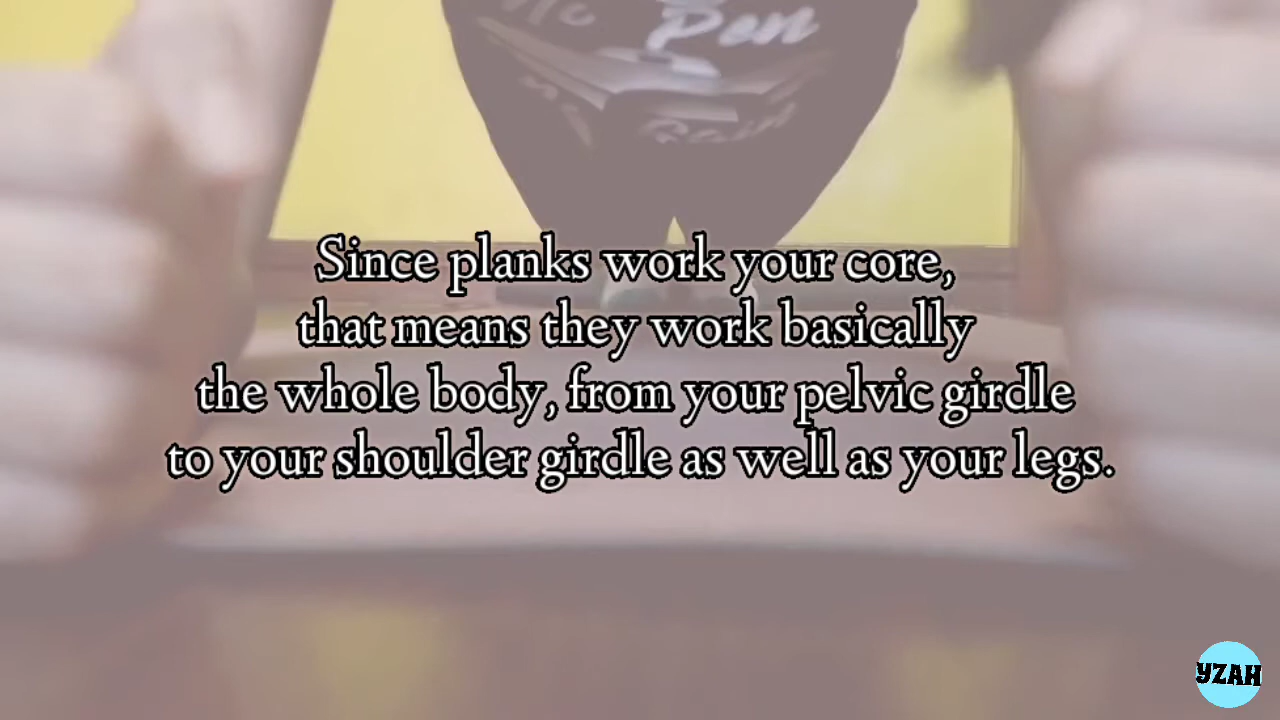 Pen
Since planks work your core,
that means they work basically
the whole body, from your pelvic girdle
to your shoulder girdle as well as your legs.
YZAH